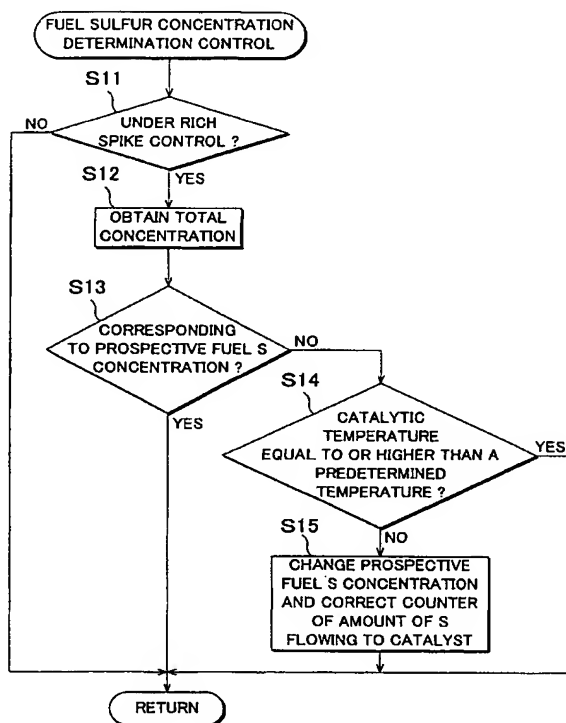 FUEL SULFUR CONCENTRATION
DETERMINATION CONTROL
S11
NO
UNDER RICH
SPIKE CONTROL ?
YES
S12
OBTAIN TOTAL
CONCENTRATION
S13
CORRESPONDING
TO PROSPECTIVE FUEL S
CONCENTRATION ?
NO
YES
S14
CATALYTIC
TEMPERATURE
EQUAL TO OR HIGHER THAN A
PREDETERMINED
TEMPERATURE ?
YES
NO
S15
CHANGE PROSPECTIVE
FUEL'S CONCENTRATION
AND CORRECT COUNTER
OF AMOUNT OF S
FLOWING TO CATALYST
RETURN